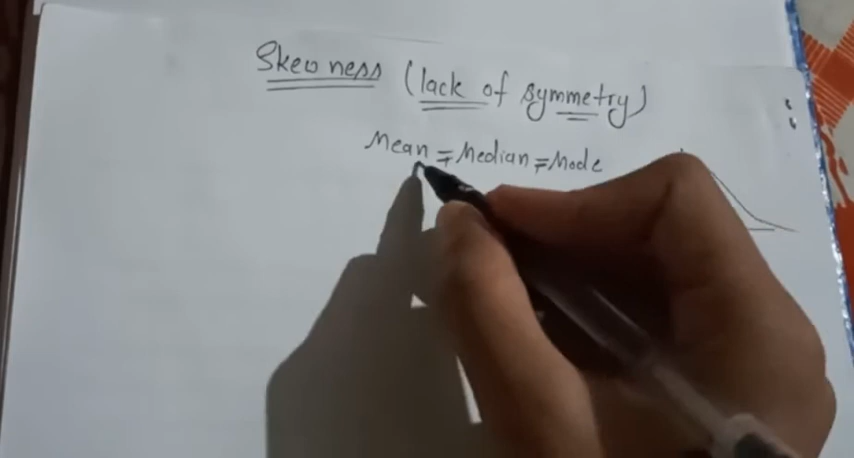 Skewness (lack of symmetry)
Mean ≠ Median ≠ Mode